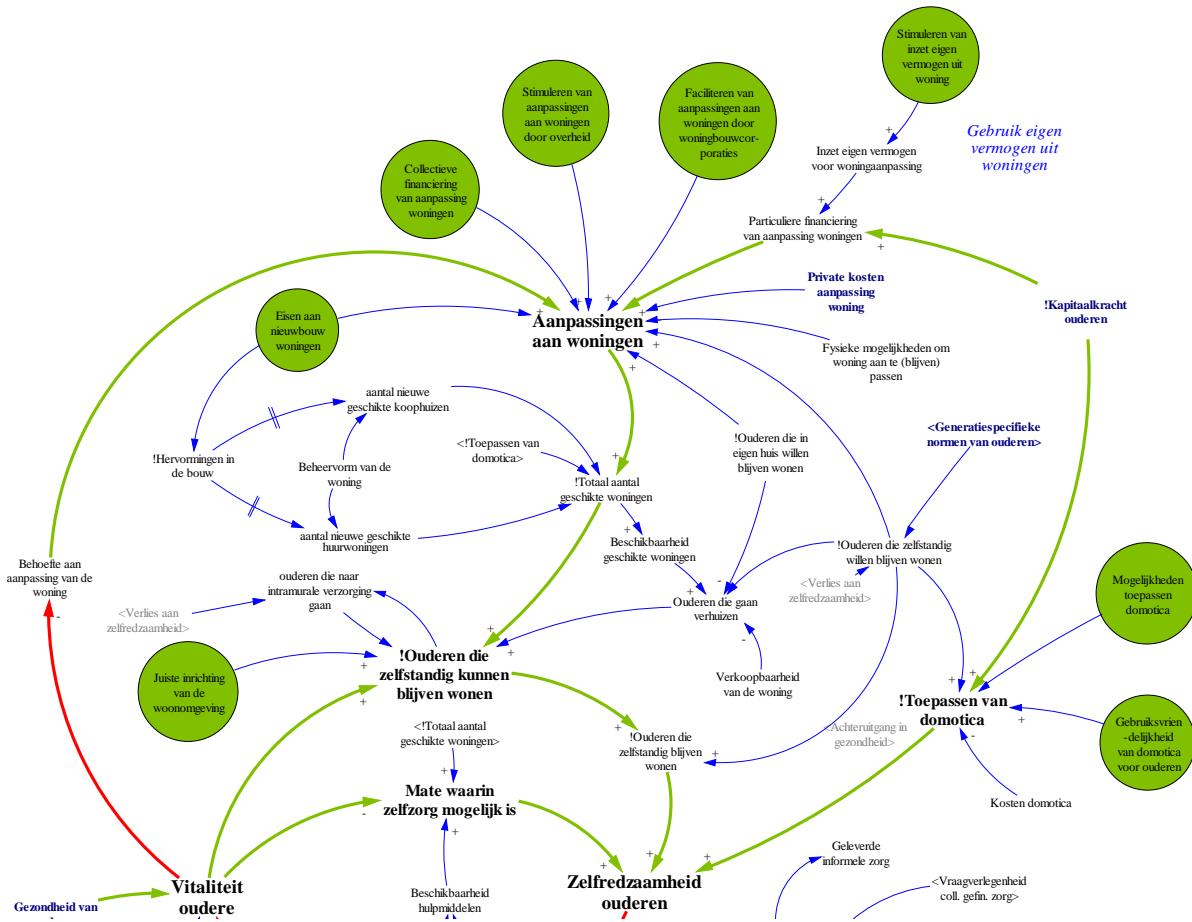 Stimuleren van
inzet eigen
vermogen uit
woning
Stimuleren van
aanpassingen
aan woningen
door overheid
Faciliteren van
aanpassingen aan
woningen door
woningbouwcor-
poraties
Gebruik eigen
vermogen uit
woningen
Inzet eigen vermogen
voor woningaanpassing
Collectieve
financiering
van aanpassing
woningen
Particuliere financiering
van aanpassing woningen
Private kosten
aanpassing
woning
!Kapitaalkracht
ouderen
Eisen aan
nieuwbouw
woningen
Aanpassingen
aan woningen
Fysieke mogelijkheden om
woning aan te (blijven)
passen
aantal nieuwe
geschikte koophuizen
<!Toepassen van
domotica>
!Ouderen die in
eigen huis willen
blijven wonen
<Generatiespecifieke
normen van ouderen>
!Hervormingen in
de bouw
Beheervorm van de
woning
!Totaal aantal
geschikte woningen
aantal nieuwe geschikte
huurwoningen
Beschikbaarheid
geschikte woningen
!Ouderen die zelfstandig
willen blijven wonen
Behoefte aan
aanpassing van de
woning
ouderen die naar
intramurale verzorging
gaan
<Verlies aan
zelfredzaamheid>
Mogelijkheden
toepassen
domotica
<Verlies aan
zelfredzaamheid>
Ouderen die gaan
verhuizen
Juiste inrichting
van de
woonomgeving
!Ouderen die
zelfstandig kunnen
blijven wonen
Verkoopbaarheid
van de woning
!Toepassen van
domotica
<!Totaal aantal
geschikte woningen>
!Ouderen die
zelfstandig blijven
wonen
<Achteruitgang in
gezondheid>
Gebruiksvrien
-delijkheid
van domotica
voor ouderen
Mate waarin
zelfzorg mogelijk is
Kosten domotica
Geleverde
informele zorg
Vitaliteit
oudere
Gezondheid van
Beschikbaarheid
hulpmiddelen
Zelfredzaamheid
ouderen
<Vraagverlegenheid
coll. gefin. zorg>